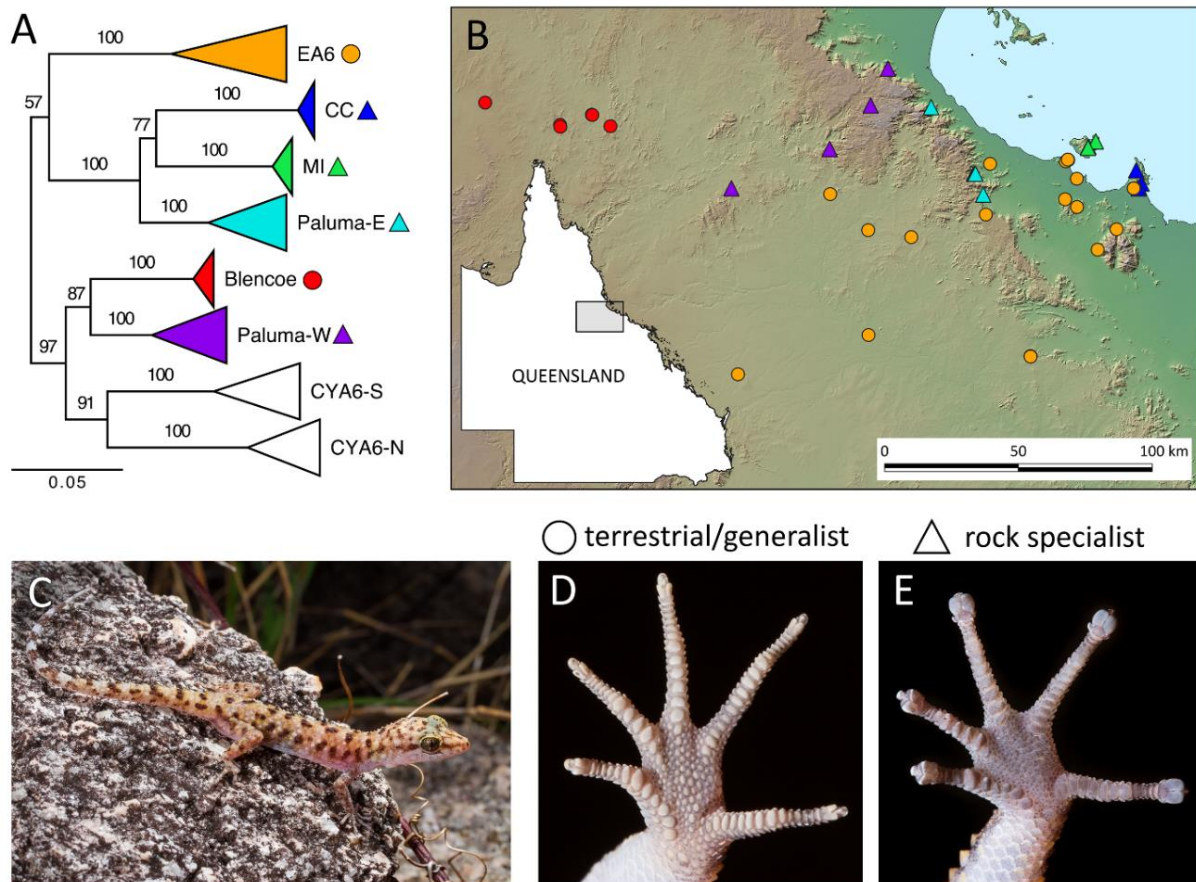 A
100
EA6
57
100
CC
77
100
MI
100
100
Paluma-E
100
Blencoe
87
100
Paluma-W
97
100
CYA6-S
91
100
CYA6-N
0.05
B
QUEENSLAND
0 50 100 km
terrestrial/generalist rock specialist
C
D
E